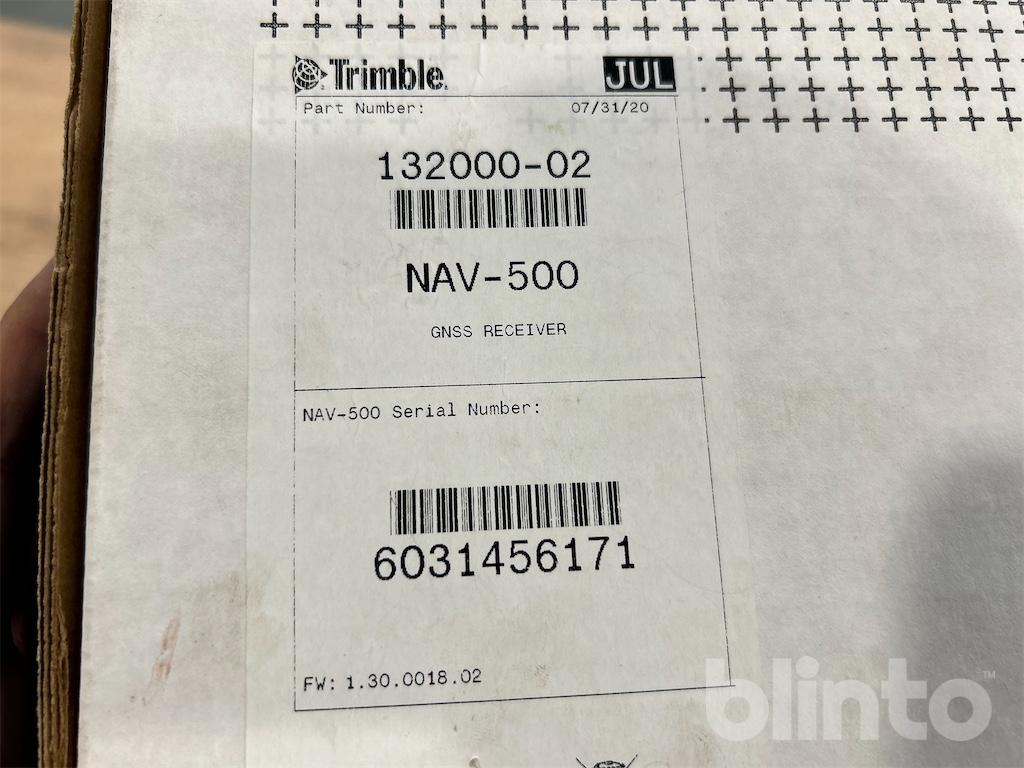 Trimble. JUL
Part Number: 07/31/20
132000-02
NAV-500
GNSS RECEIVER
NAV-500 Serial Number:
6031456171
FW: 1.30.0018.02
blinto™